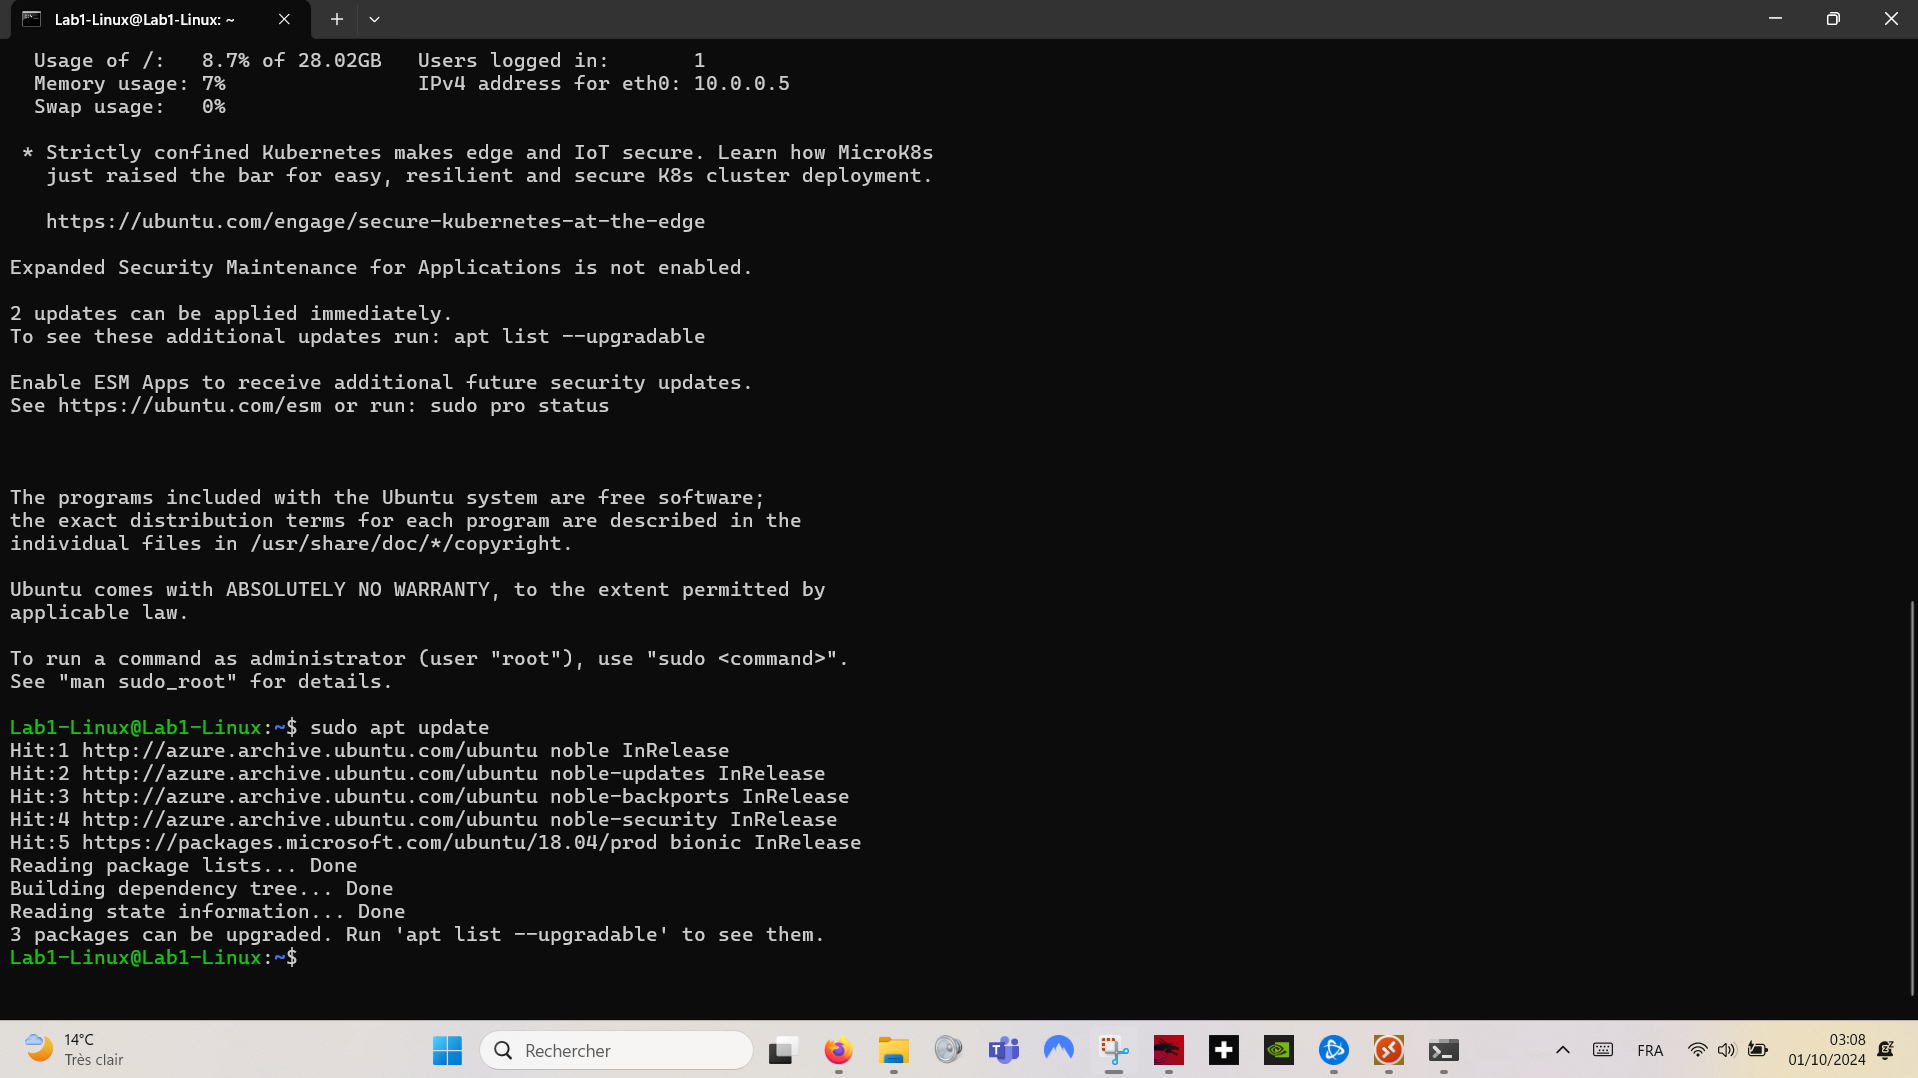 Lab1-Linux@Lab1-Linux: ~
Usage of /:   8.7% of 28.02GB   Users logged in:       1
Memory usage: 7%                IPv4 address for eth0: 10.0.0.5
Swap usage:   0%
* Strictly confined Kubernetes makes edge and IoT secure. Learn how MicroK8s
just raised the bar for easy, resilient and secure K8s cluster deployment.
https://ubuntu.com/engage/secure-kubernetes-at-the-edge
Expanded Security Maintenance for Applications is not enabled.
2 updates can be applied immediately.
To see these additional updates run: apt list --upgradable
Enable ESM Apps to receive additional future security updates.
See https://ubuntu.com/esm or run: sudo pro status
The programs included with the Ubuntu system are free software;
the exact distribution terms for each program are described in the
individual files in /usr/share/doc/*/copyright.
Ubuntu comes with ABSOLUTELY NO WARRANTY, to the extent permitted by
applicable law.
To run a command as administrator (user "root"), use "sudo <command>".
See "man sudo_root" for details.
Lab1-Linux@Lab1-Linux:~$ sudo apt update
Hit:1 http://azure.archive.ubuntu.com/ubuntu noble InRelease
Hit:2 http://azure.archive.ubuntu.com/ubuntu noble-updates InRelease
Hit:3 http://azure.archive.ubuntu.com/ubuntu noble-backports InRelease
Hit:4 http://azure.archive.ubuntu.com/ubuntu noble-security InRelease
Hit:5 https://packages.microsoft.com/ubuntu/18.04/prod bionic InRelease
Reading package lists... Done
Building dependency tree... Done
Reading state information... Done
3 packages can be upgraded. Run 'apt list --upgradable' to see them.
Lab1-Linux@Lab1-Linux:~$
14°C
Très clair
Rechercher
FRA
03:08
01/10/2024